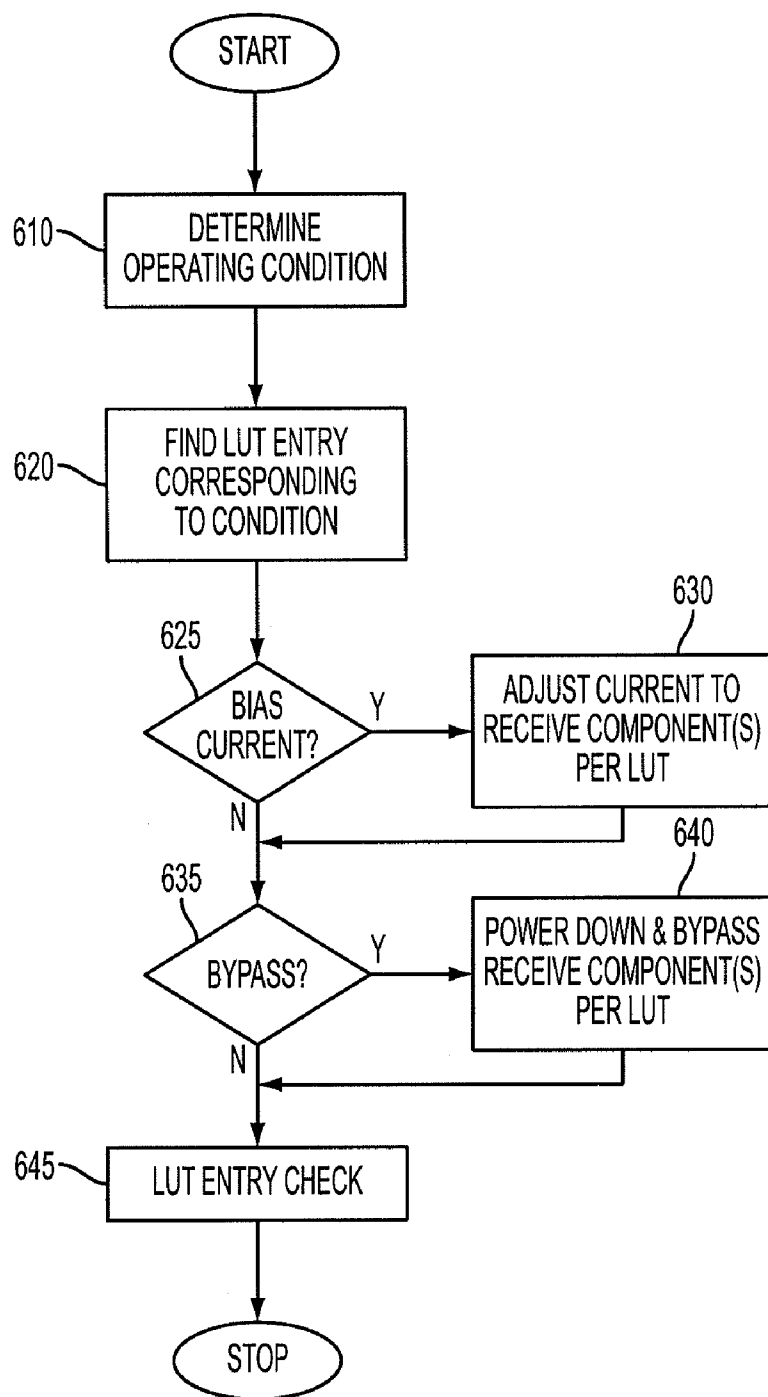 START
610
DETERMINE
OPERATING CONDITION
620
FIND LUT ENTRY
CORRESPONDING
TO CONDITION
625
BIAS
CURRENT?
Y
N
630
ADJUST CURRENT TO
RECEIVE COMPONENT(S)
PER LUT
635
BYPASS?
Y
N
640
POWER DOWN & BYPASS
RECEIVE COMPONENT(S)
PER LUT
645
LUT ENTRY CHECK
STOP